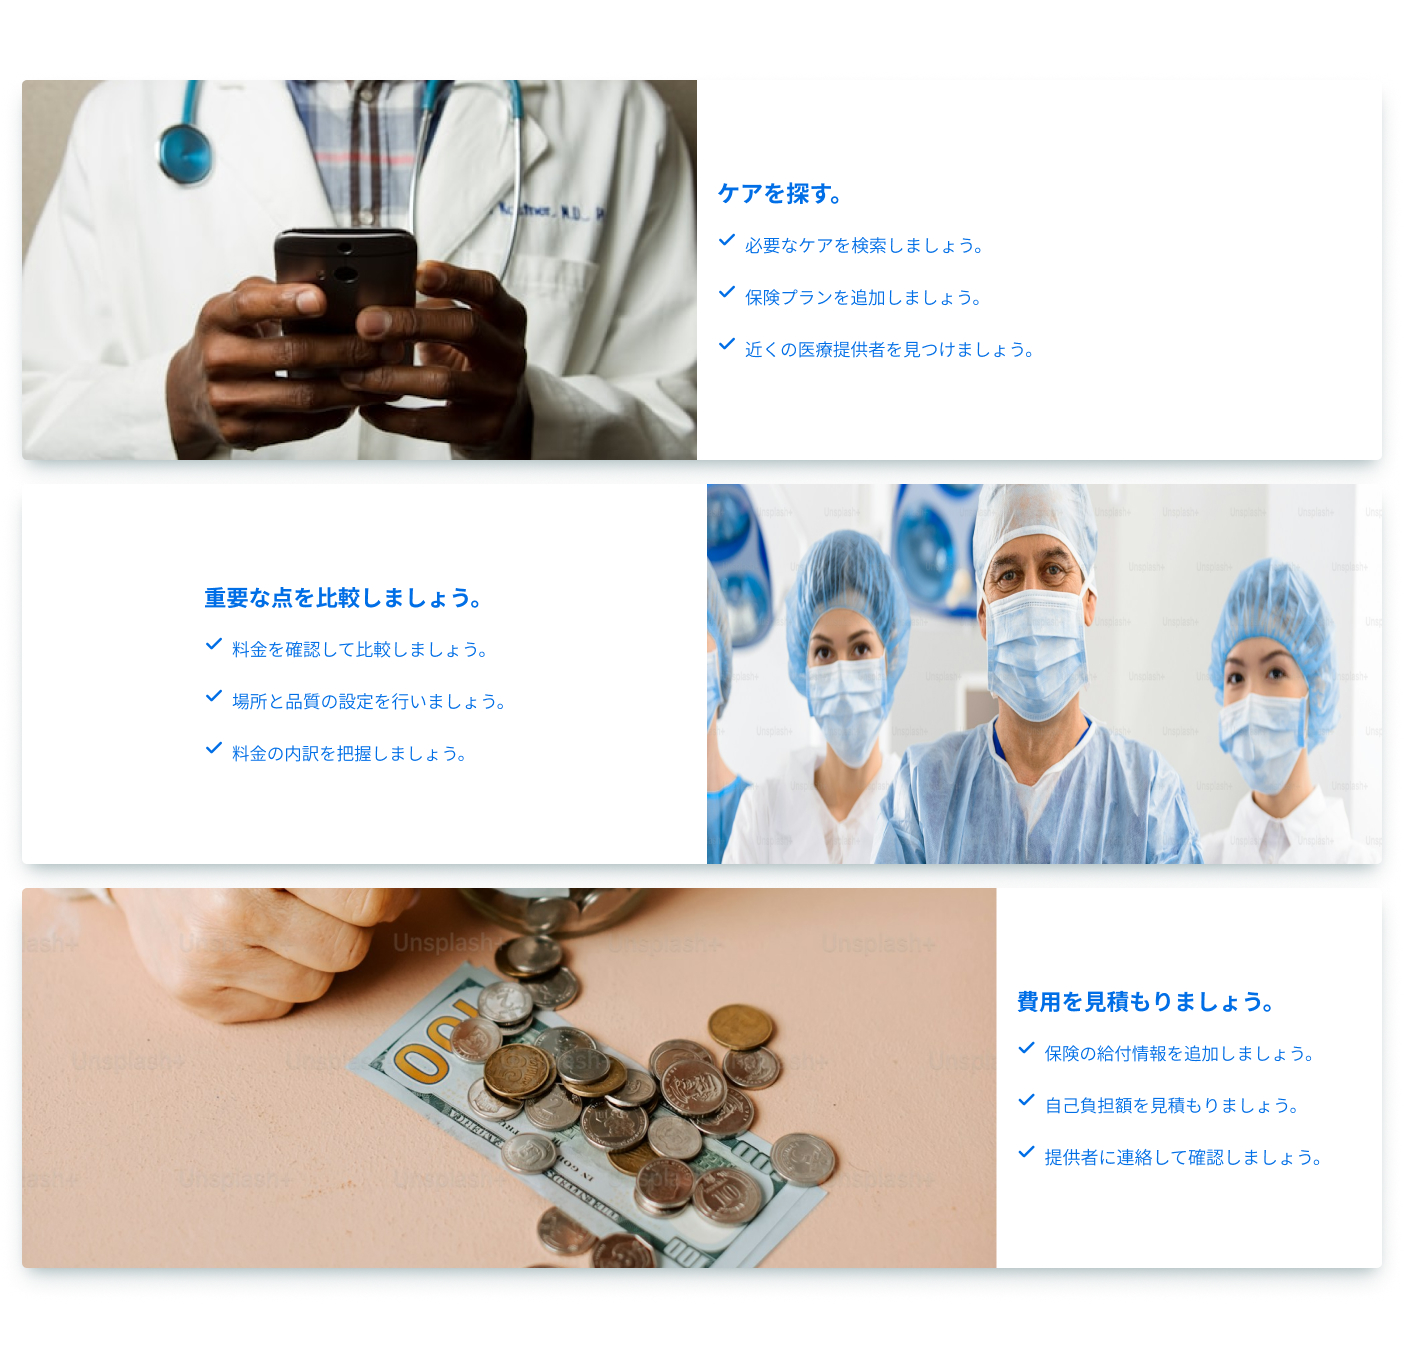 ケアを探す。
必要なケアを検索しましょう。
保険プランを追加しましょう。
近くの医療提供者を見つけましょう。
重要な点を比較しましょう。
料金を確認して比較しましょう。
場所と品質の設定を行いましょう。
料金の内訳を把握しましょう。
Unsplash+
費用を見積もりましょう。
保険の給付情報を追加しましょう。
自己負担額を見積もりましょう。
提供者に連絡して確認しましょう。
Unsplash+
100
100